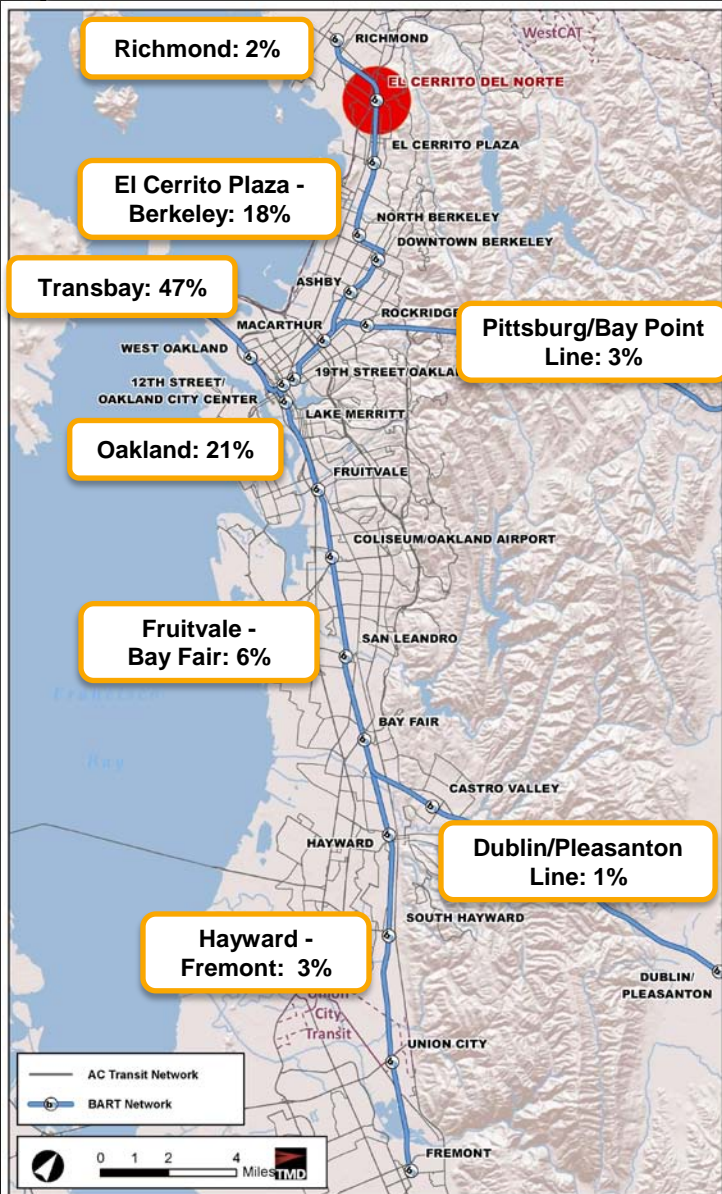 WestCAT
RICHMOND
Richmond: 2%
EL CERRITO DEL NORTE
EL CERRITO PLAZA
El Cerrito Plaza -
Berkeley: 18%
NORTH BERKELEY
DOWNTOWN BERKELEY
Transbay: 47%
ASHBY
ROCKRIDGE
MACARTHUR
Pittsburg/Bay Point
Line: 3%
WEST OAKLAND
19TH STREET/OAKL
12TH STREET/
OAKLAND CITY CENTER
LAKE MERRITT
Oakland: 21%
FRUITVALE
COLISEUM/OAKLAND AIRPORT
Fruitvale -
Bay Fair: 6%
SAN LEANDRO
Francisco
Bay
BAY FAIR
CASTRO VALLEY
HAYWARD
Dublin/Pleasanton
Line: 1%
SOUTH HAYWARD
Hayward -
Fremont: 3%
DUBLIN/
PLEASANTON
Union
City
Transit
UNION CITY
AC Transit Network
BART Network
FREMONT
0 1 2 4
Miles
TMD